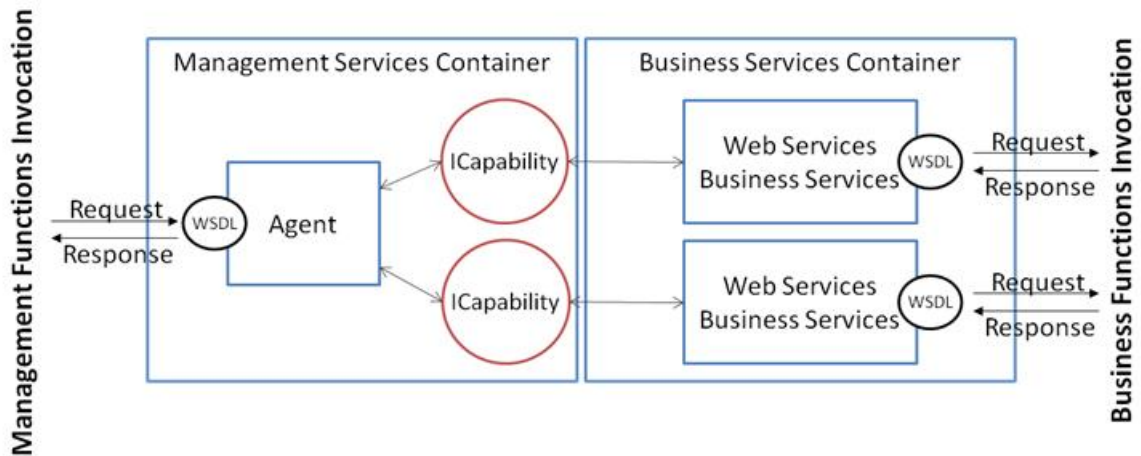 Management Functions Invocation
Management Services Container
Business Services Container
Request
Response
WSDL
Agent
ICapability
ICapability
Web Services
Business Services
WSDL
Request
Response
Web Services
Business Services
WSDL
Request
Response
Business Functions Invocation